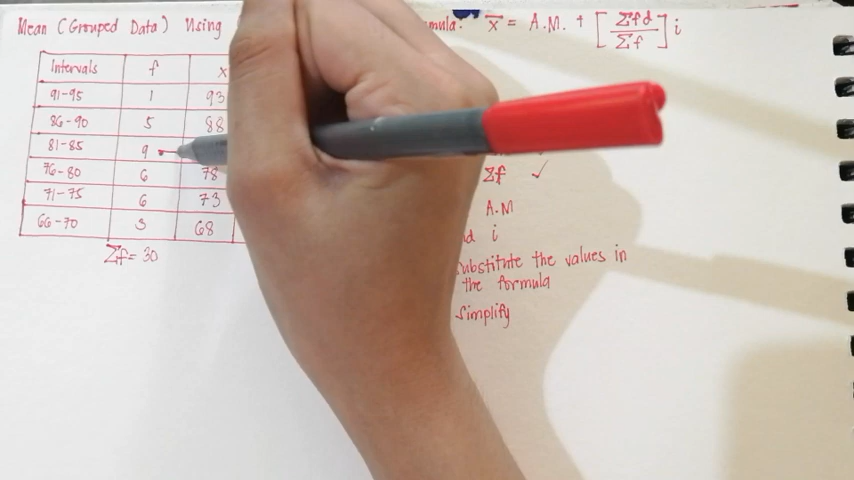 Mean (Grouped Data) Using
mula: x̄ = A.M. + [Σfd/Σf] i
Intervals f x
91-95 1 93
86-90 5 88
81-85 9
76-80 6 78
71-75 6 73
66-70 3 68
Σf = 30
Σf ✓
A.M
nd i
ubstitute the values in
the formula
Simplify